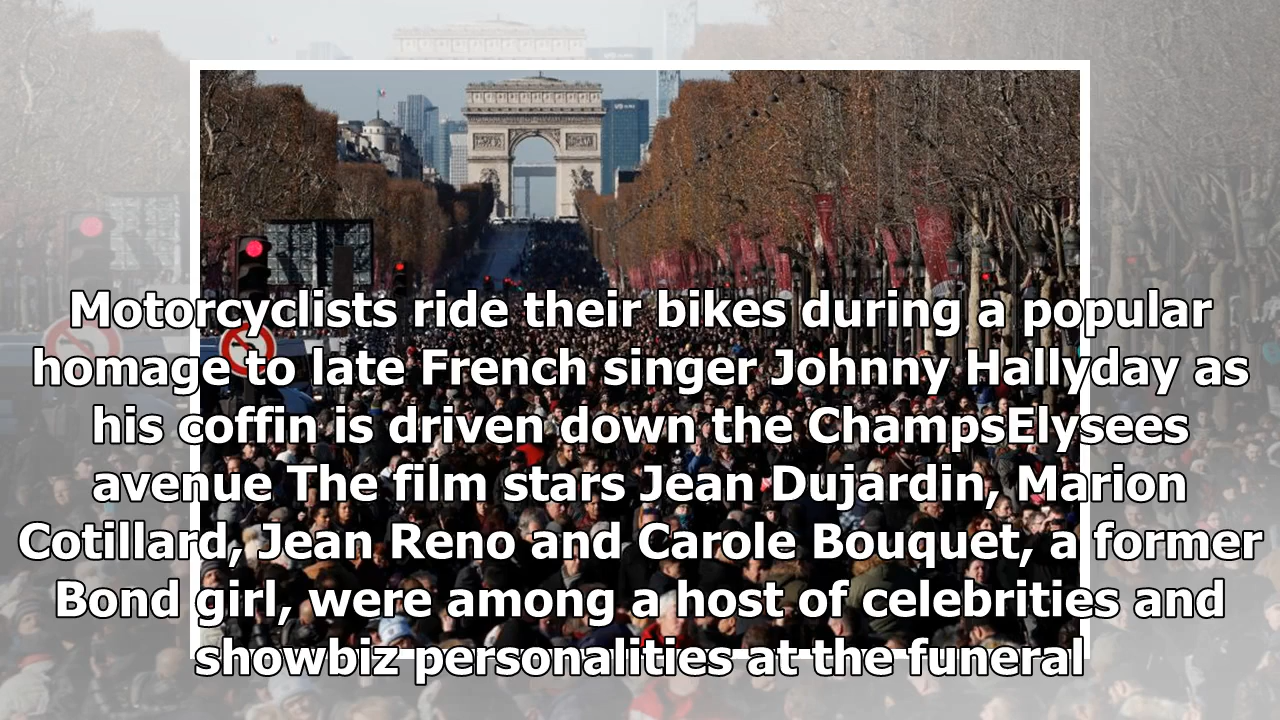 Motorcyclists ride their bikes during a popular
homage to late French singer Johnny Hallyday as
his coffin is driven down the ChampsElysees
avenue The film stars Jean Dujardin, Marion
Cotillard, Jean Reno and Carole Bouquet, a former
Bond girl, were among a host of celebrities and
showbiz personalities at the funeral